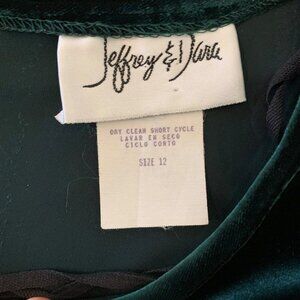 Jeffrey & Dara
DRY CLEAN SHORT CYCLE
LAVAR EN SECO
CICLO CORTO
SIZE 12